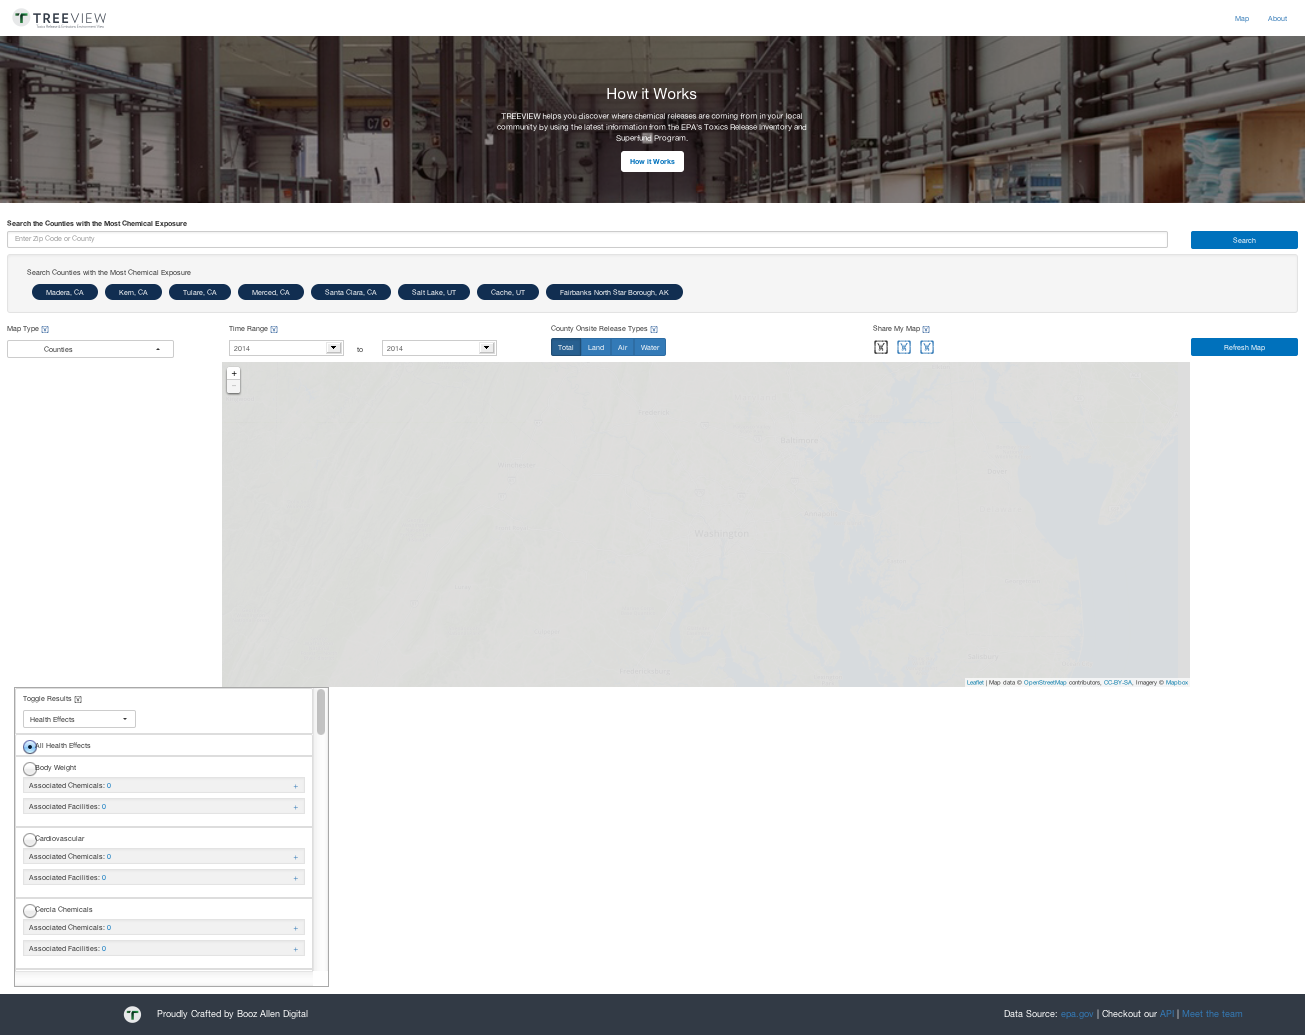 TREEVIEW
Map
About
How it Works
TREEVIEW helps you discover where chemical releases are coming from in your local
community by using the latest information from the EPA's Toxics Release Inventory and
Superfund Program.
How it Works
Search the Counties with the Most Chemical Exposure
Enter Zip Code or County
Search
Search Counties with the Most Chemical Exposure
Madera, CA
Kern, CA
Tulare, CA
Merced, CA
Santa Clara, CA
Salt Lake, UT
Cache, UT
Fairbanks North Star Borough, AK
Map Type
Time Range
County Onsite Release Types
Share My Map
Counties
2014
to
2014
Total
Land
Air
Water
Refresh Map
+
-
Baltimore
Washington
Leaflet | Map data © OpenStreetMap contributors, CC-BY-SA, Imagery © Mapbox
Toggle Results
Health Effects
All Health Effects
Body Weight
Associated Chemicals: 0 +
Associated Facilities: 0 +
Cardiovascular
Associated Chemicals: 0 +
Associated Facilities: 0 +
Cercla Chemicals
Associated Chemicals: 0 +
Associated Facilities: 0 +
Proudly Crafted by Booz Allen Digital
Data Source: epa.gov | Checkout our API | Meet the team